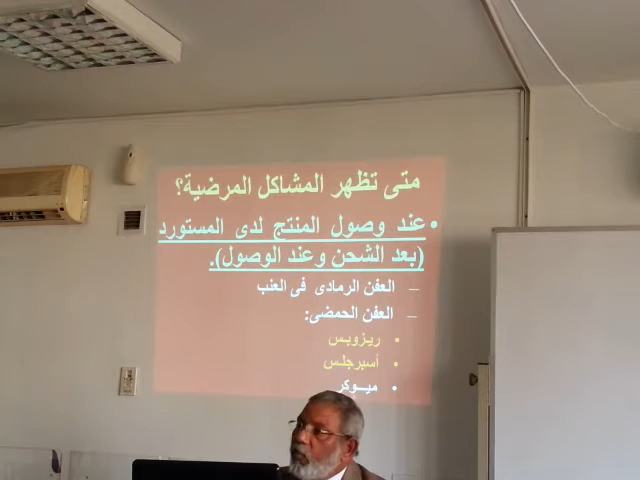 متى تظهر المشاكل المرضية؟
• عند وصول المنتج لدى المستورد
(بعد الشحن وعند الوصول).
– العفن الرمادى فى العنب
– العفن الحمضى:
• ريزوبس
• أسبرجلس
• ميوكر